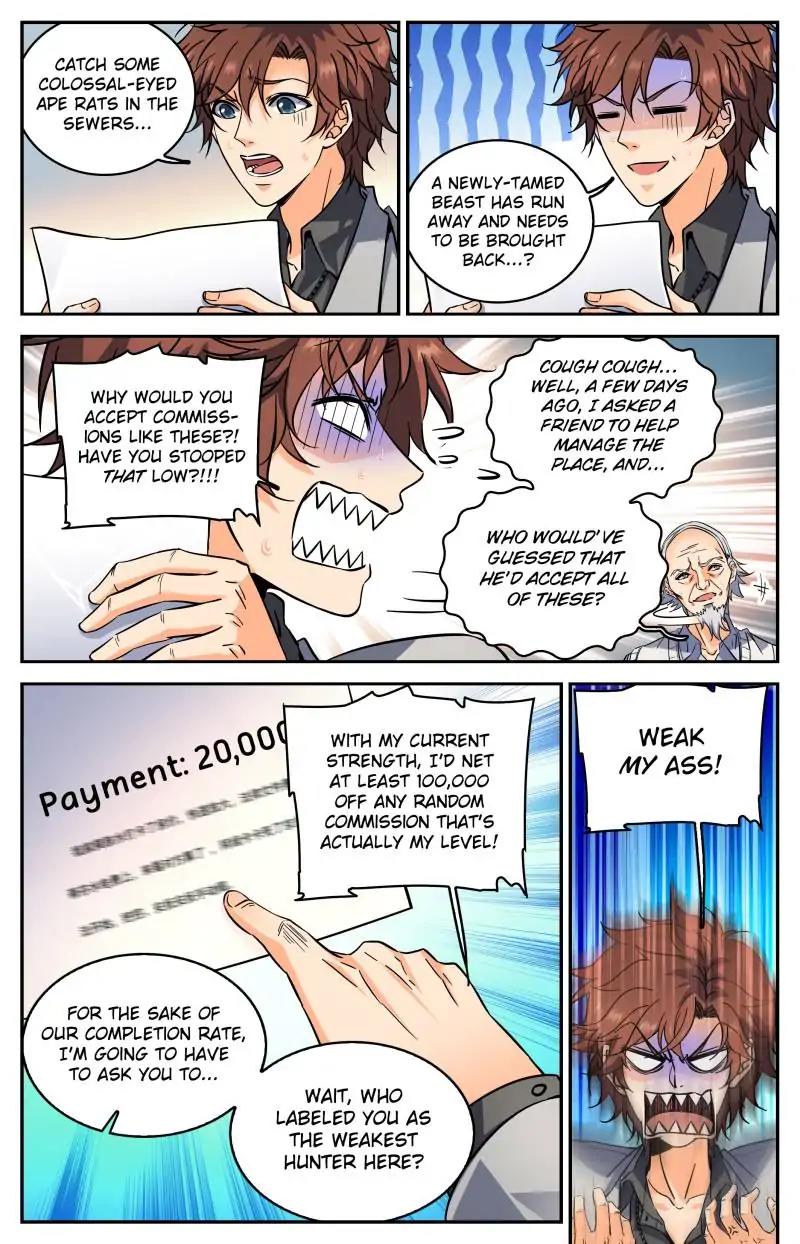 CATCH SOME
COLOSSAL-EYED
APE RATS IN THE
SEWERS...
A NEWLY-TAMED
BEAST HAS RUN
AWAY AND NEEDS
TO BE BROUGHT
BACK...?
WHY WOULD YOU
ACCEPT COMMISS-
IONS LIKE THESE?!
HAVE YOU STOOPED
THAT LOW?!!!
COUGH COUGH...
WELL, A FEW DAYS
AGO, I ASKED A
FRIEND TO HELP
MANAGE THE
PLACE, AND...
WHO WOULD'VE
GUESSED THAT
HE'D ACCEPT ALL
OF THESE?
Payment: 20,000
WITH MY CURRENT
STRENGTH, I'D NET
AT LEAST 100,000
OFF ANY RANDOM
COMMISSION THAT'S
ACTUALLY MY LEVEL!
FOR THE SAKE OF
OUR COMPLETION RATE,
I'M GOING TO HAVE
TO ASK YOU TO...
WAIT, WHO
LABELED YOU AS
THE WEAKEST
HUNTER HERE?
WEAK
MY ASS!